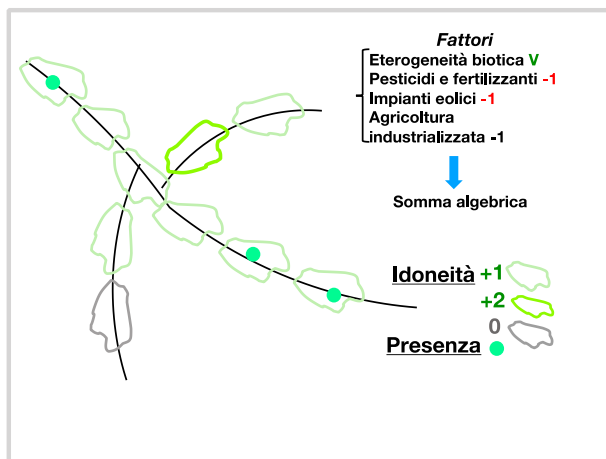 Fattori
Eterogeneità biotica V
Pesticidi e fertilizzanti -1
Impianti eolici -1
Agricoltura
industrializzata -1
Somma algebrica
Idoneità +1
+2
0
Presenza